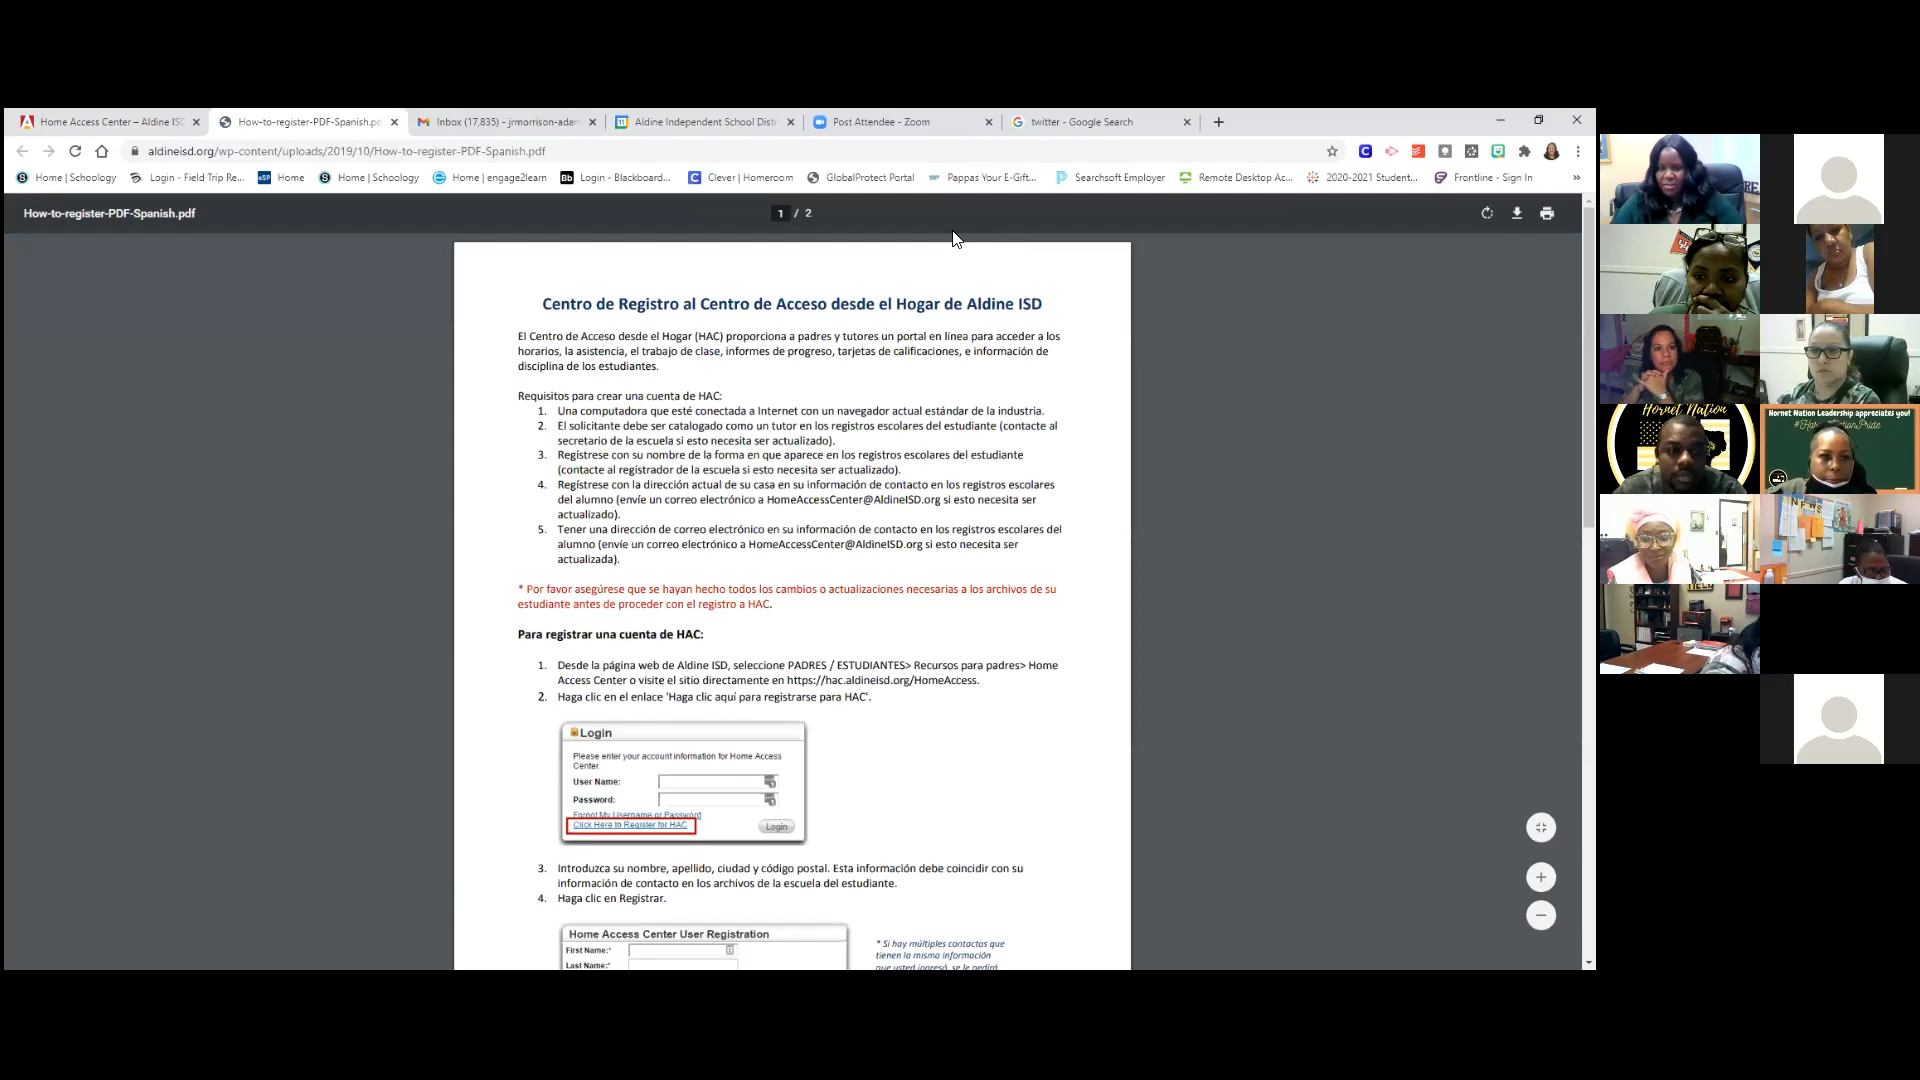 Home Access Center – Aldine ISD
How-to-register-PDF-Spanish.pd
Inbox (17,835) - jrmorrison-adam
Aldine Independent School Distri
Post Attendee - Zoom
twitter - Google Search
aldineisd.org/wp-content/uploads/2019/10/How-to-register-PDF-Spanish.pdf
Home | Schoology
Login - Field Trip Re...
Home
Home | Schoology
Home | engage2learn
Bb
Login - Blackboard...
Clever | Homeroom
GlobalProtect Portal
Pappas Your E-Gift...
Searchsoft Employer
Remote Desktop Ac...
2020-2021 Student...
Frontline - Sign In
How-to-register-PDF-Spanish.pdf
1 / 2
Centro de Registro al Centro de Acceso desde el Hogar de Aldine ISD
El Centro de Acceso desde el Hogar (HAC) proporciona a padres y tutores un portal en línea para acceder a los
horarios, la asistencia, el trabajo de clase, informes de progreso, tarjetas de calificaciones, e información de
disciplina de los estudiantes.
Requisitos para crear una cuenta de HAC:
1. Una computadora que esté conectada a Internet con un navegador actual estándar de la industria.
2. El solicitante debe ser catalogado como un tutor en los registros escolares del estudiante (contacte al
secretario de la escuela si esto necesita ser actualizado).
3. Regístrese con su nombre de la forma en que aparece en los registros escolares del estudiante
(contacte al registrador de la escuela si esto necesita ser actualizado).
4. Regístrese con la dirección actual de su casa en su información de contacto en los registros escolares
del alumno (envíe un correo electrónico a HomeAccessCenter@AldineISD.org si esto necesita ser
actualizado).
5. Tener una dirección de correo electrónico en su información de contacto en los registros escolares del
alumno (envíe un correo electrónico a HomeAccessCenter@AldineISD.org si esto necesita ser
actualizada).
* Por favor asegúrese que se hayan hecho todos los cambios o actualizaciones necesarias a los archivos de su
estudiante antes de proceder con el registro a HAC.
Para registrar una cuenta de HAC:
1. Desde la página web de Aldine ISD, seleccione PADRES / ESTUDIANTES> Recursos para padres> Home
Access Center o visite el sitio directamente en https://hac.aldineisd.org/HomeAccess.
2. Haga clic en el enlace 'Haga clic aquí para registrarse para HAC'.
Login
Please enter your account information for Home Access
Center.
User Name:
Password:
Forgot My Username or Password
Click Here to Register for HAC
Login
3. Introduzca su nombre, apellido, ciudad y código postal. Esta información debe coincidir con su
información de contacto en los archivos de la escuela del estudiante.
4. Haga clic en Registrar.
Home Access Center User Registration
First Name:*
Last Name:*
* Si hay múltiples contactos que
tienen la misma información
que usted ingresó, se le pedirá
Hornet Nation
Hornet Nation Leadership appreciates you!
NEWS